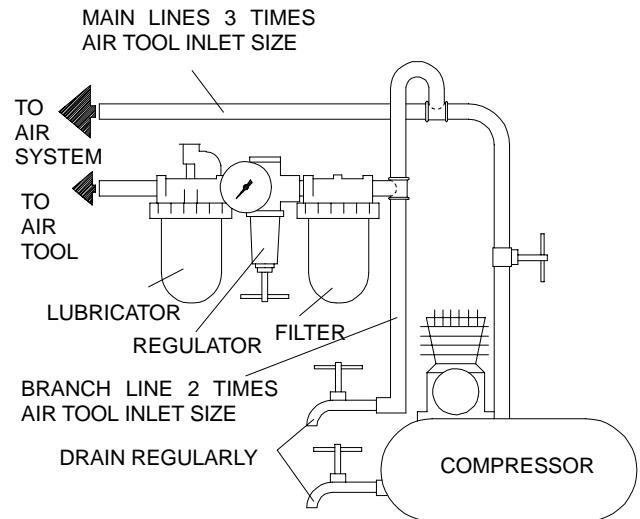 MAIN LINES 3 TIMES
AIR TOOL INLET SIZE
TO
AIR
SYSTEM
TO
AIR
TOOL
LUBRICATOR
REGULATOR
FILTER
BRANCH LINE 2 TIMES
AIR TOOL INLET SIZE
DRAIN REGULARLY
COMPRESSOR